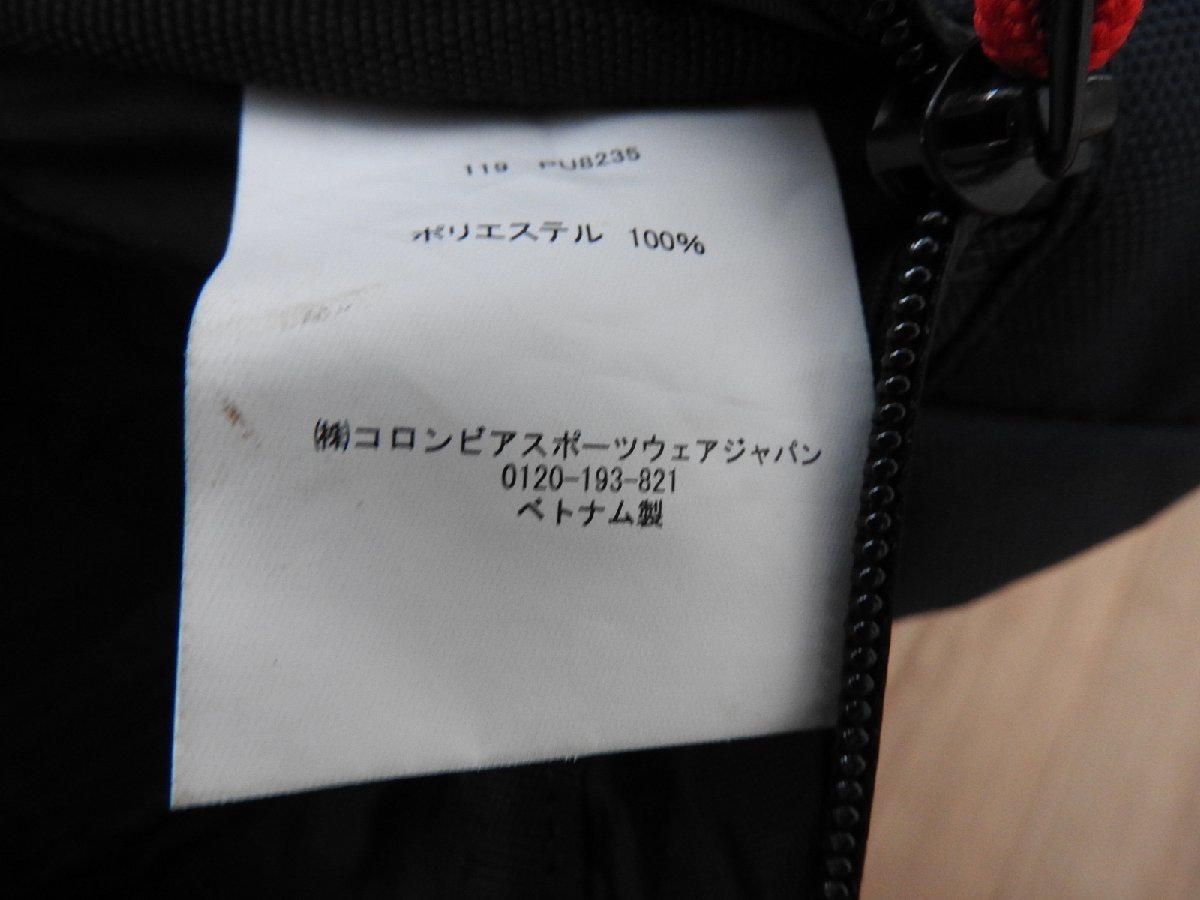 119 PU8235
ポリエステル 100%
㈱コロンビアスポーツウェアジャパン
0120-193-821
ベトナム製